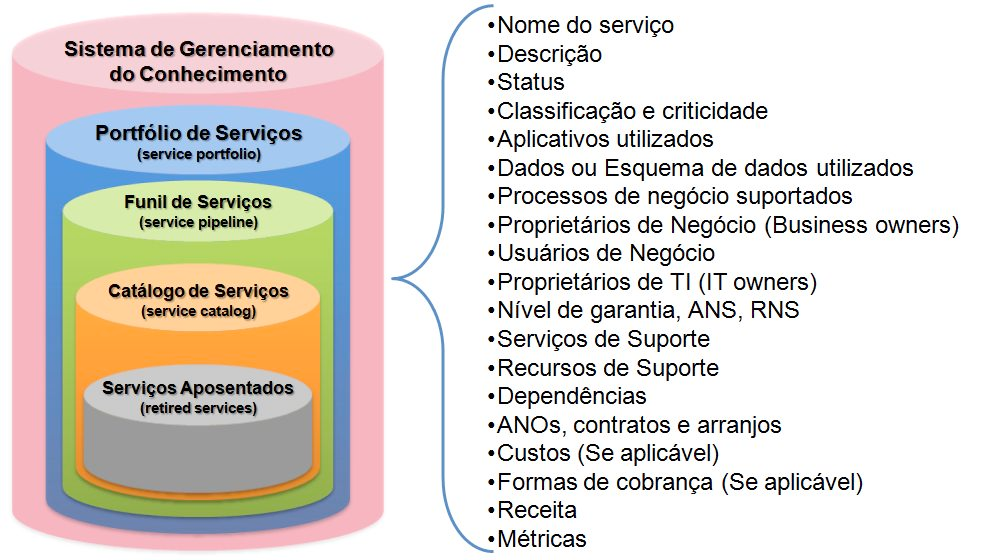 Sistema de Gerenciamento
do Conhecimento
Portfólio de Serviços
(service portfolio)
Funil de Serviços
(service pipeline)
Catálogo de Serviços
(service catalog)
Serviços Aposentados
(retired services)
•Nome do serviço
•Descrição
•Status
•Classificação e criticidade
•Aplicativos utilizados
•Dados ou Esquema de dados utilizados
•Processos de negócio suportados
•Proprietários de Negócio (Business owners)
•Usuários de Negócio
•Proprietários de TI (IT owners)
•Nível de garantia, ANS, RNS
•Serviços de Suporte
•Recursos de Suporte
•Dependências
•ANOs, contratos e arranjos
•Custos (Se aplicável)
•Formas de cobrança (Se aplicável)
•Receita
•Métricas